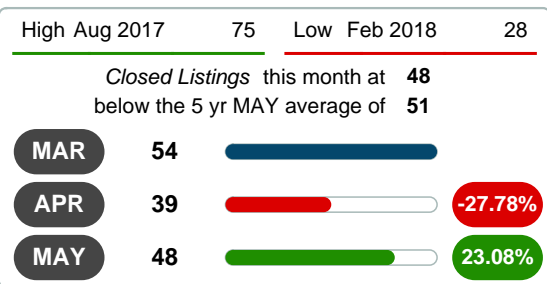 High Aug 2017 75 Low Feb 2018 28
Closed Listings this month at 48
below the 5 yr MAY average of 51
MAR 54
APR 39 -27.78%
MAY 48 23.08%